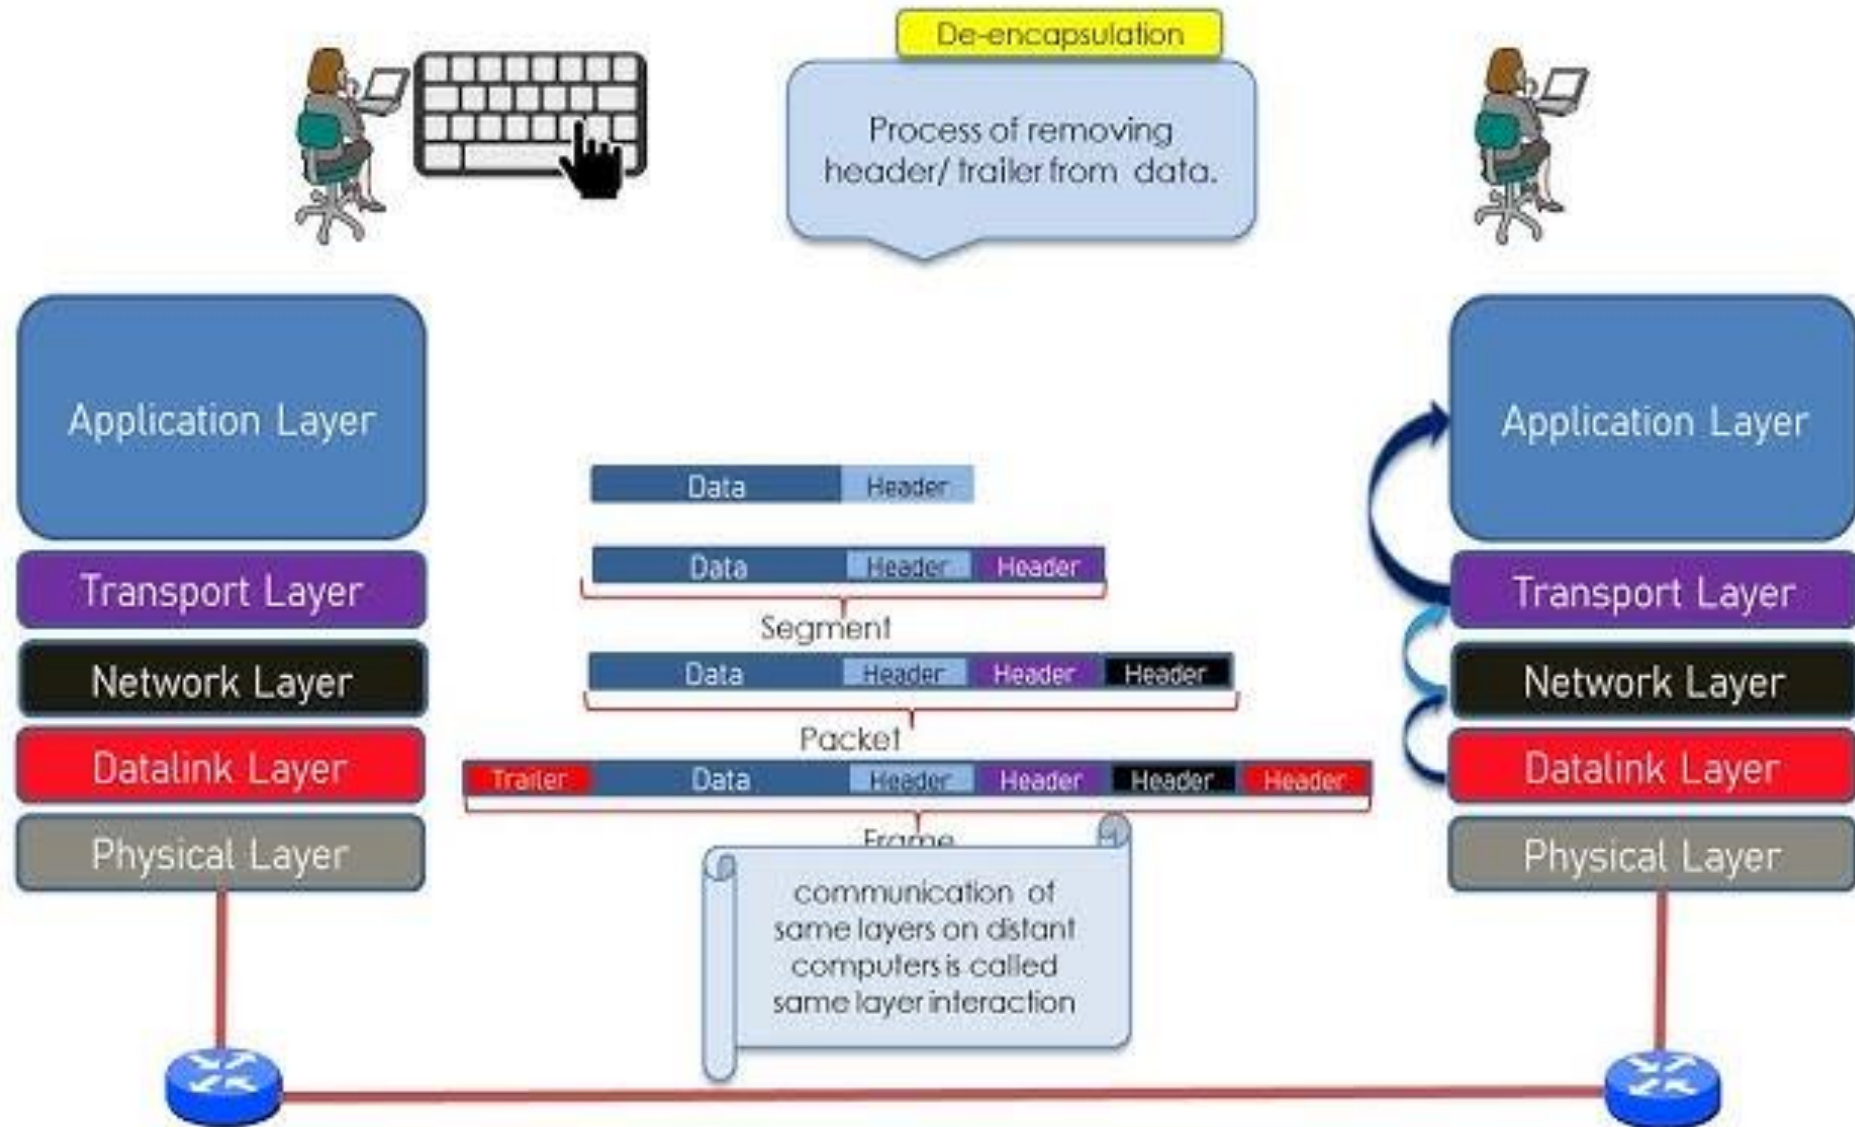 De-encapsulation
Process of removing
header/ trailer from data.
Application Layer
Application Layer
Data Header
Transport Layer
Data Header Header
Transport Layer
Segment
Network Layer
Data Header Header Header
Network Layer
Packet
Datalink Layer
Trailer Data Header Header Header Header
Datalink Layer
Frame
Physical Layer
Physical Layer
communication of
same layers on distant
computers is called
same layer interaction